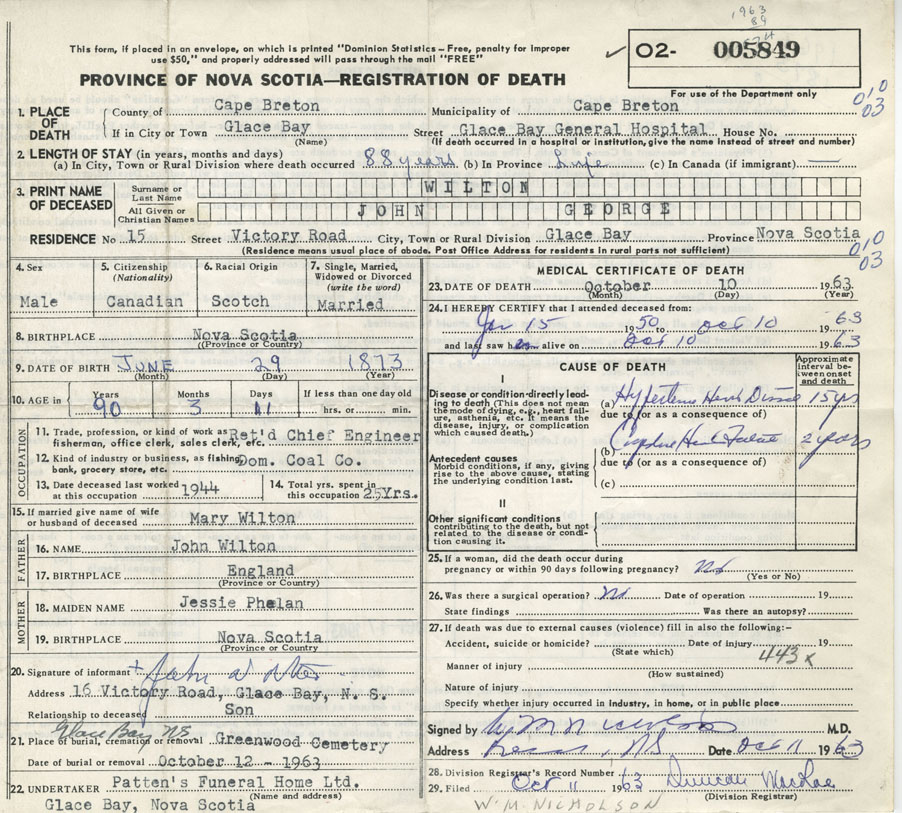 1963
89
This form, if placed in an envelope, on which is printed "Dominion Statistics – Free, penalty for improper
use $50," and properly addressed will pass through the mail "FREE"
✓ 02- 005849
PROVINCE OF NOVA SCOTIA—REGISTRATION OF DEATH
For use of the Department only
010
03
1. PLACE OF DEATH
County of Cape Breton Municipality of Cape Breton
If in City or Town Glace Bay Street Glace Bay General Hospital House No.
(Name) (If death occurred in a hospital or institution, give the name instead of street and number)
2. LENGTH OF STAY (in years, months and days)
(a) In City, Town or Rural Division where death occurred 88 years (b) In Province Life (c) In Canada (if immigrant) —
3. PRINT NAME OF DECEASED
Surname or Last Name WILTON
All Given or Christian Names JOHN GEORGE
RESIDENCE No 15 Street Victory Road City, Town or Rural Division Glace Bay Province Nova Scotia
(Residence means usual place of abode. Post Office Address for residents in rural parts not sufficient)
010
03
4. Sex
Male
5. Citizenship
(Nationality)
Canadian
6. Racial Origin
Scotch
7. Single, Married,
Widowed or Divorced
(write the word)
Married
8. BIRTHPLACE Nova Scotia
(Province or Country)
9. DATE OF BIRTH JUNE 29 1873
(Month) (Day) (Year)
10. AGE in
Years Months Days If less than one day old
90 3 11 hrs. or min.
OCCUPATION
11. Trade, profession, or kind of work as Ret'd Chief Engineer
fisherman, office clerk, sales clerk, etc.
12. Kind of industry or business, as fishing, Dom. Coal Co.
bank, grocery store, etc.
13. Date deceased last worked at this occupation 1944
14. Total yrs. spent in this occupation 25Yrs.
15. If married give name of wife
or husband of deceased Mary Wilton
FATHER
16. NAME John Wilton
17. BIRTHPLACE England
(Province or Country)
MOTHER
18. MAIDEN NAME Jessie Phelan
19. BIRTHPLACE Nova Scotia
(Province or Country
20. Signature of informant +
Address 16 Victory Road, Glace Bay, N. S.
Relationship to deceased Son
Glace Bay NS
21. Place of burial, cremation or removal Greenwood Cemetery
Date of burial or removal October 12 - 1963
22. UNDERTAKER Patten's Funeral Home Ltd.
(Name and address)
Glace Bay, Nova Scotia
MEDICAL CERTIFICATE OF DEATH
23. DATE OF DEATH October 10 1963
(Month) (Day) (Year)
24. I HEREBY CERTIFY that I attended deceased from:
Jan 15 1950 to Oct 10 1963
and last saw h alive on Oct 10 1963
CAUSE OF DEATH
Approximate
interval be-
tween onset
and death
I
Disease or condition directly lead-
ing to death (This does not mean
the mode of dying, e.g., heart failure,
asthenia, etc. It means the
disease, injury, or complication
which caused death.)
(a) 15 yrs
due to (or as a consequence of)
(b) 2 years
due to (or as a consequence of)
(c)
Antecedent causes
Morbid conditions, if any, giving
rise to the above cause, stating
the underlying condition last.
II
Other significant conditions
contributing to the death, but not
related to the disease or condi-
tion causing it.
25. If a woman, did the death occur during
pregnancy or within 90 days following pregnancy? No
(Yes or No)
26. Was there a surgical operation? No Date of operation 19
State findings Was there an autopsy?
27. If death was due to external causes (violence) fill in also the following:–
Accident, suicide or homicide? Date of injury 19
(State which)
443x
Manner of injury
(How sustained)
Nature of injury
Specify whether injury occurred in industry, in home, or in public place
Signed by W. M. Nicholson M.D.
Address NS Date Oct 11 1963
28. Division Registrar's Record Number 163
29. Filed Oct 11 1963 Duncan MacRae
(Division Registrar)
W. M. NICHOLSON